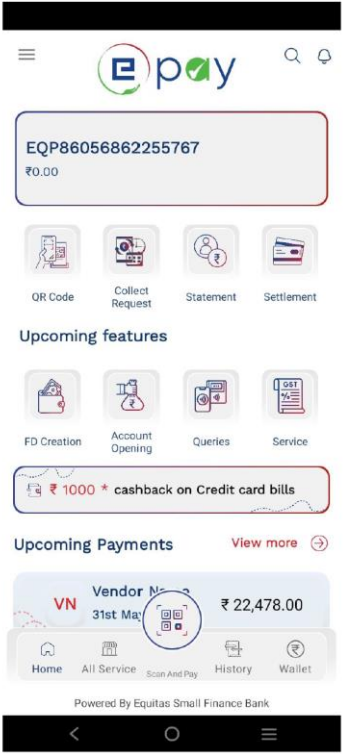 e pay
EQP86056862255767
₹0.00
QR Code
Collect
Request
Statement
Settlement
Upcoming features
GST
FD Creation
Account
Opening
Queries
Service
₹ 1000 * cashback on Credit card bills
Upcoming Payments
View more
VN
Vendor
31st
₹ 22,478.00
Home
All Service
Scan And Pay
History
Wallet
Powered By Equitas Small Finance Bank